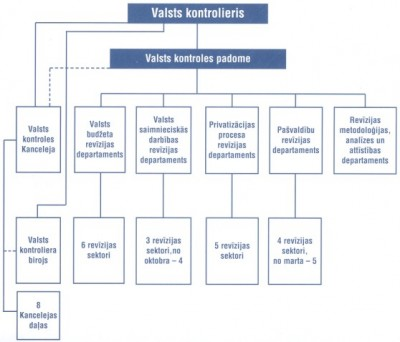 Valsts kontrolieris
Valsts kontroles padome
Valsts
kontroles
Kanceleja
Valsts
budžeta
revīzijas
departaments
Valsts
saimnieciskās
darbības
revīzijas
departaments
Privatizācijas
procesa
revīzijas
departaments
Pašvaldību
revīzijas
departaments
Revīzijas
metodoloģijas,
analīzes un
attīstības
departaments
Valsts
kontroliera
birojs
6 revīzijas
sektori
3 revīzijas
sektori,no
oktobra – 4
5 revīzijas
sektori
4 revīzijas
sektori,
no marta – 5
8
Kancelejas
daļas